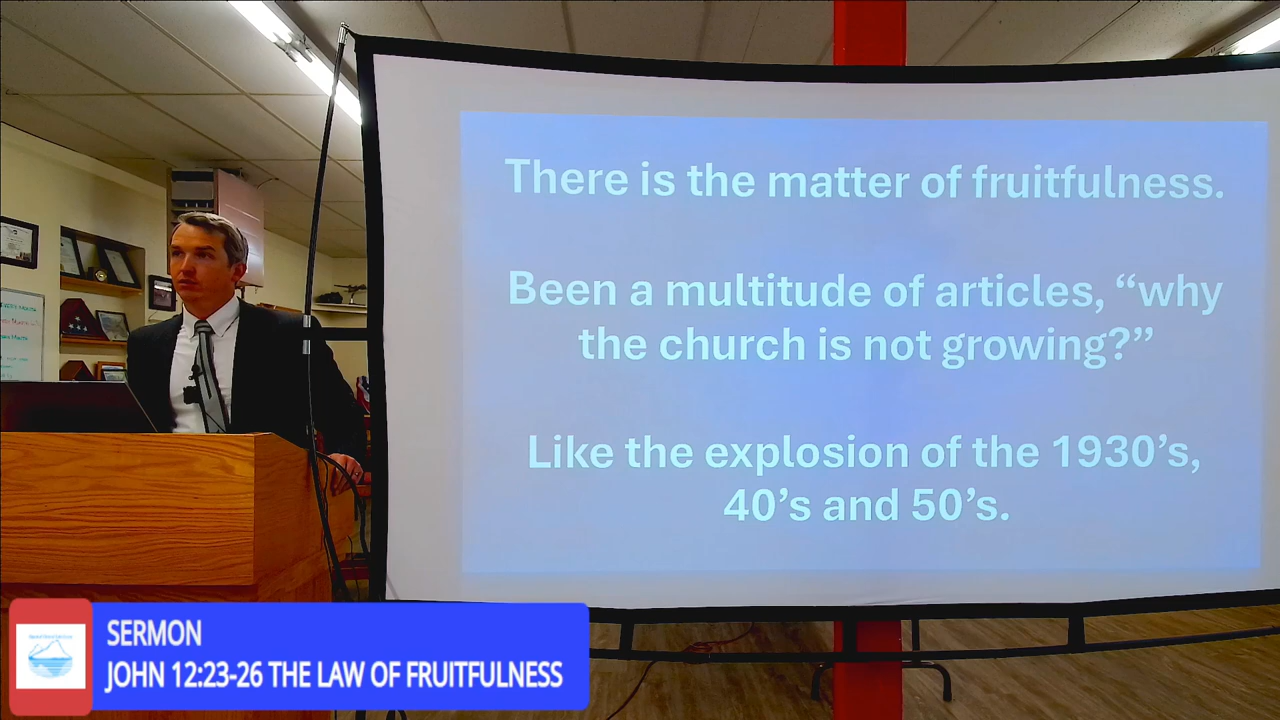 There is the matter of fruitfulness.
Been a multitude of articles, “why
the church is not growing?”
Like the explosion of the 1930’s,
40’s and 50’s.
SERMON
JOHN 12:23-26 THE LAW OF FRUITFULNESS